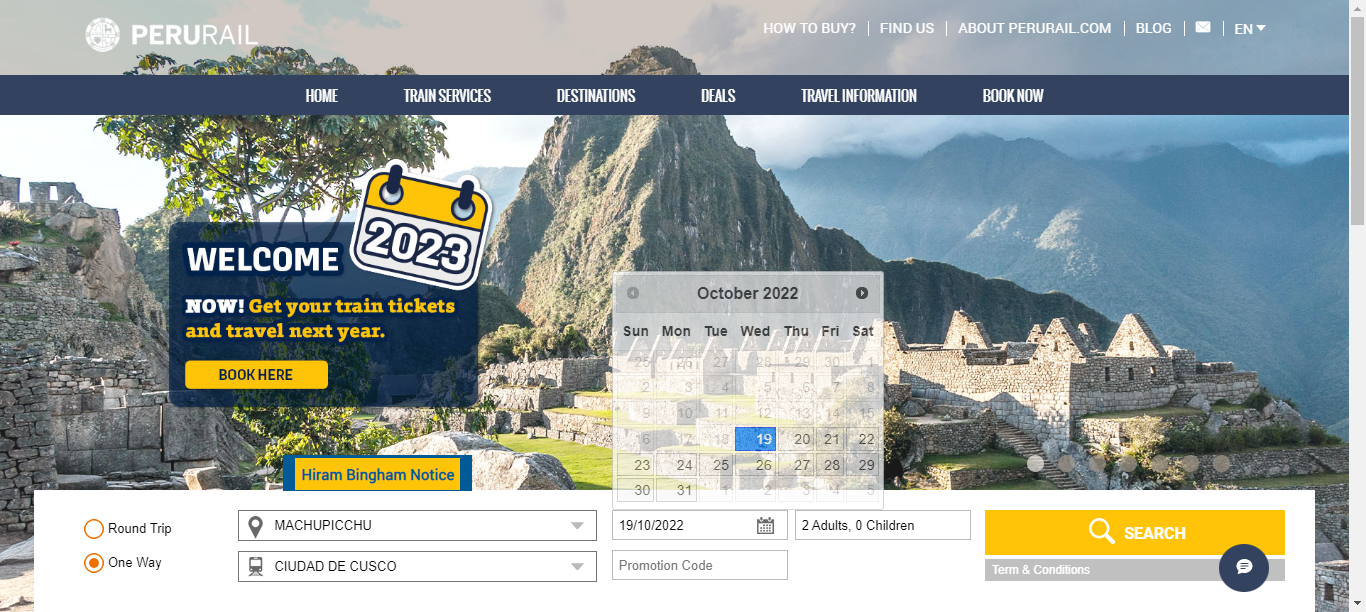 PERURAIL
HOW TO BUY?
FIND US
ABOUT PERURAIL.COM
BLOG
EN
HOME
TRAIN SERVICES
DESTINATIONS
DEALS
TRAVEL INFORMATION
BOOK NOW
2023
WELCOME
NOW! Get your train tickets
and travel next year.
BOOK HERE
Hiram Bingham Notice
October 2022
Sun Mon Tue Wed Thu Fri Sat
25 26 27 28 29 30 1
2 3 4 5 6 7 8
9 10 11 12 13 14 15
16 17 18 19 20 21 22
23 24 25 26 27 28 29
30 31 1 2 3 4 5
Round Trip
One Way
MACHUPICCHU
CIUDAD DE CUSCO
19/10/2022
2 Adults, 0 Children
Promotion Code
SEARCH
Term & Conditions